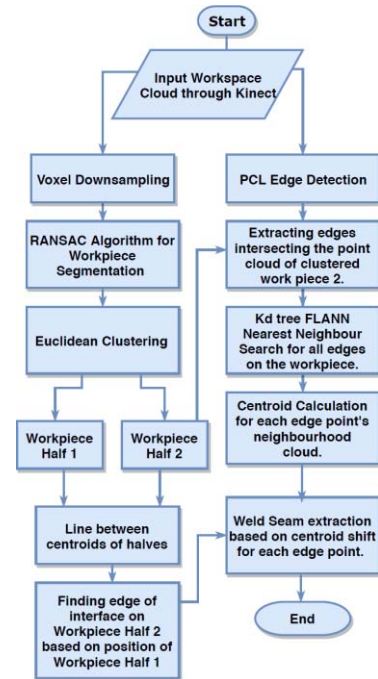 Start
Input Workspace
Cloud through Kinect
Voxel Downsampling
RANSAC Algorithm for
Workpiece
Segmentation
Euclidean Clustering
Workpiece
Half 1
Workpiece
Half 2
Line between
centroids of halves
Finding edge of
interface on
Workpiece Half 2
based on position of
Workpiece Half 1
PCL Edge Detection
Extracting edges
intersecting the point
cloud of clustered
work piece 2.
Kd tree FLANN
Nearest Neighbour
Search for all edges
on the workpiece.
Centroid Calculation
for each edge point's
neighbourhood
cloud.
Weld Seam extraction
based on centroid shift
for each edge point.
End